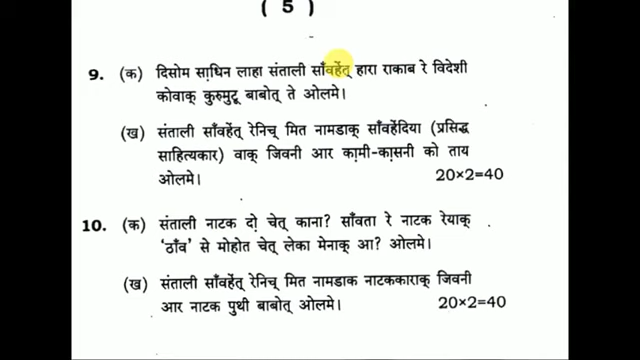 ( 5 )
9. (क) दिसोम सा़धिन लाहा संताली साँवहेंत् हारा राकाब रे विदेशी
कोवाक् कुरुमुटू बाबोत् ते ओलमे।
(ख) संताली साँवहेंत् रेनिच् मित नामडाक् साँवहेंदिया (प्रसिद्ध
साहित्यकार) वाक् जिवनी आर का़मी-का़सनी को ताय
ओलमे। 20×2=40
10. (क) संताली नाटक दो़ चेत् काना? साँवता रे नाटक रेयाक्
'ठाँव' से मोहोत चेत् लेका मेनाक् आ? ओलमे।
(ख) संताली साँवहेंत् रेनिच् मित नामडाक नाटककाराक् जिवनी
आर नाटक पुथी बाबोत् ओलमे। 20×2=40